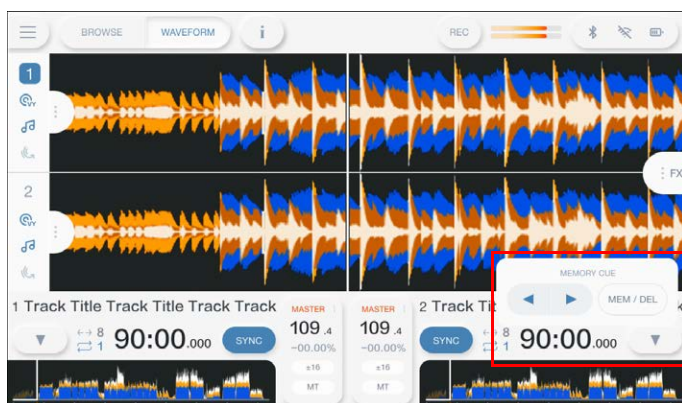 BROWSE WAVEFORM i REC
1
2
FX
MEMORY CUE
MEM / DEL
1 Track Title Track Title Track Track
MASTER
MASTER
2 Track Tit
8
1
90:00.000
SYNC
109.4
-00.00%
±16
MT
109.4
-00.00%
±16
MT
SYNC
8
1
90:00.000